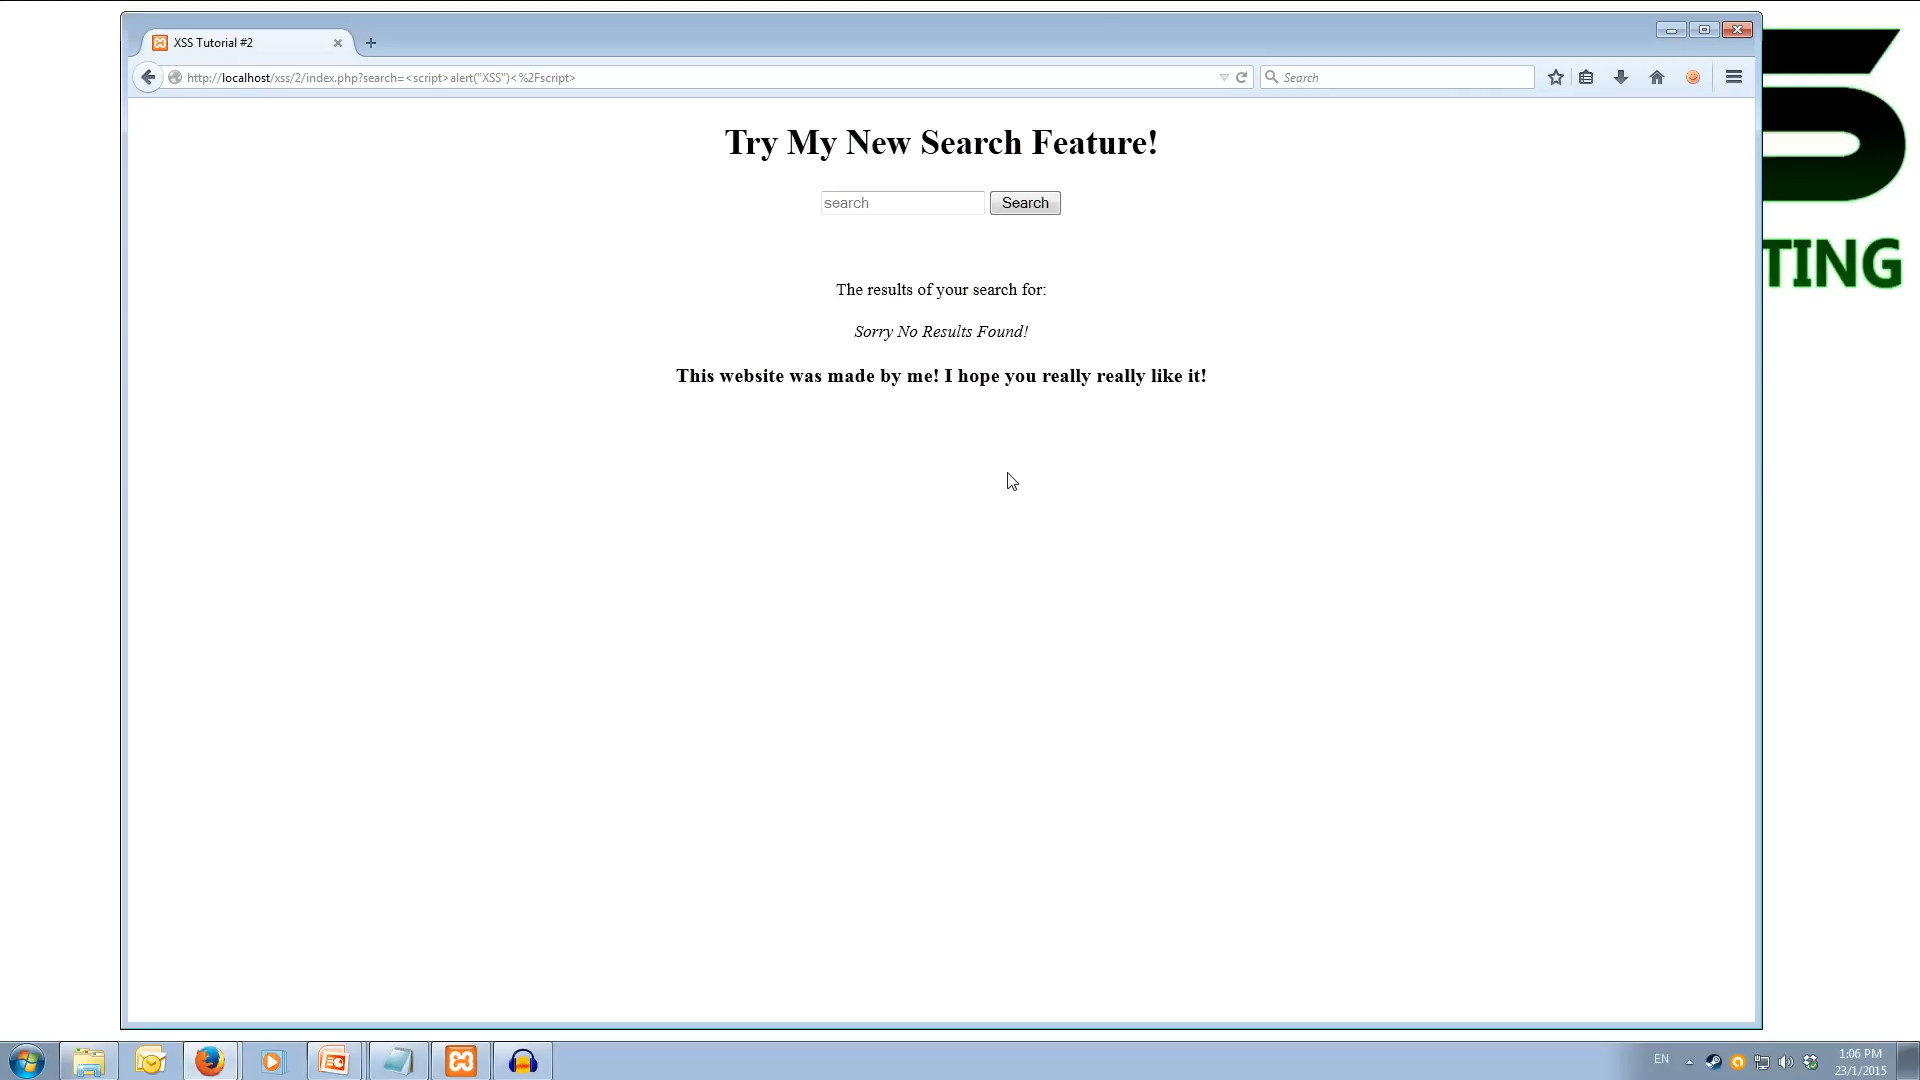 XSS Tutorial #2
http://localhost/xss/2/index.php?search=<script>alert("XSS")<%2Fscript>
Search
Try My New Search Feature!
search Search
The results of your search for:
Sorry No Results Found!
This website was made by me! I hope you really really like it!
TING
EN
1:06 PM
23/1/2015